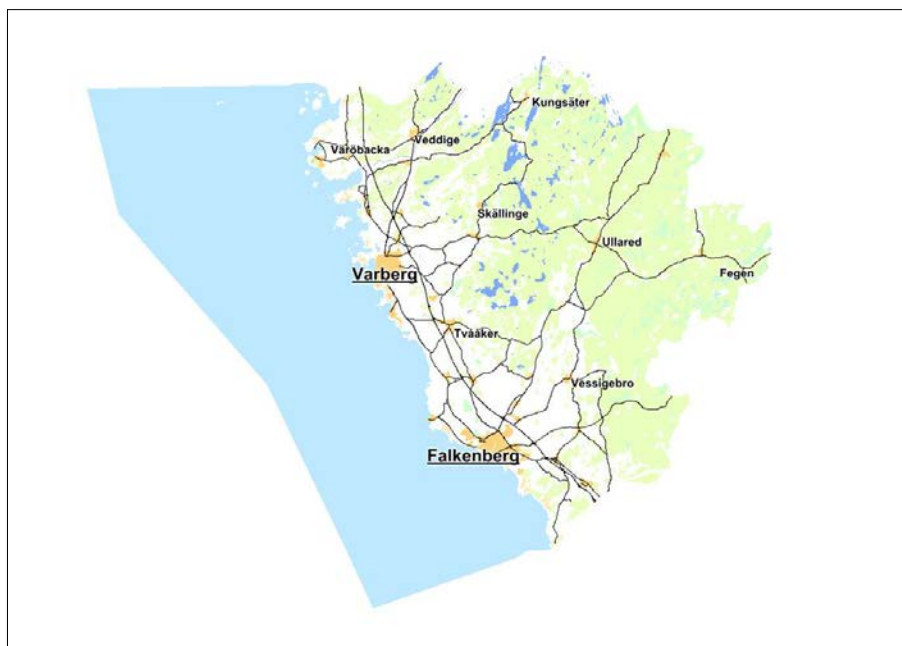 Kungsäter
Veddige
Väröbacka
Skällinge
Ullared
Varberg
Fegen
Tvååker
Vessigebro
Falkenberg